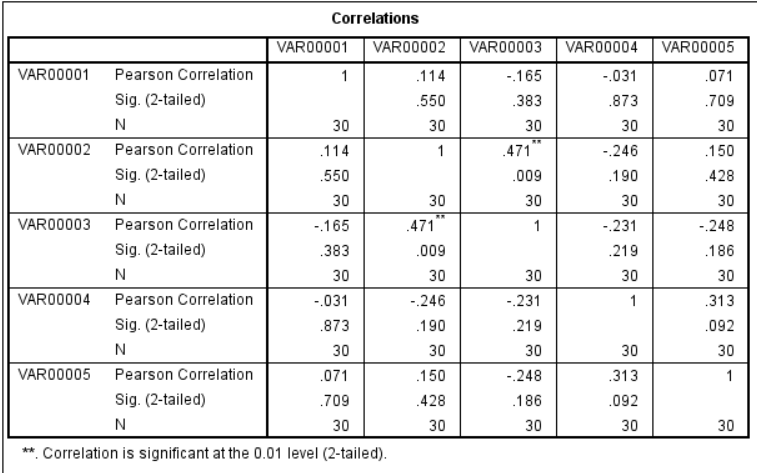 Correlations
VAR00001 VAR00002 VAR00003 VAR00004 VAR00005
VAR00001 Pearson Correlation 1 .114 -.165 -.031 .071
Sig. (2-tailed) .550 .383 .873 .709
N 30 30 30 30 30
VAR00002 Pearson Correlation .114 1 .471** -.246 .150
Sig. (2-tailed) .550 .009 .190 .428
N 30 30 30 30 30
VAR00003 Pearson Correlation -.165 .471** 1 -.231 -.248
Sig. (2-tailed) .383 .009 .219 .186
N 30 30 30 30 30
VAR00004 Pearson Correlation -.031 -.246 -.231 1 .313
Sig. (2-tailed) .873 .190 .219 .092
N 30 30 30 30 30
VAR00005 Pearson Correlation .071 .150 -.248 .313 1
Sig. (2-tailed) .709 .428 .186 .092
N 30 30 30 30 30
**. Correlation is significant at the 0.01 level (2-tailed).